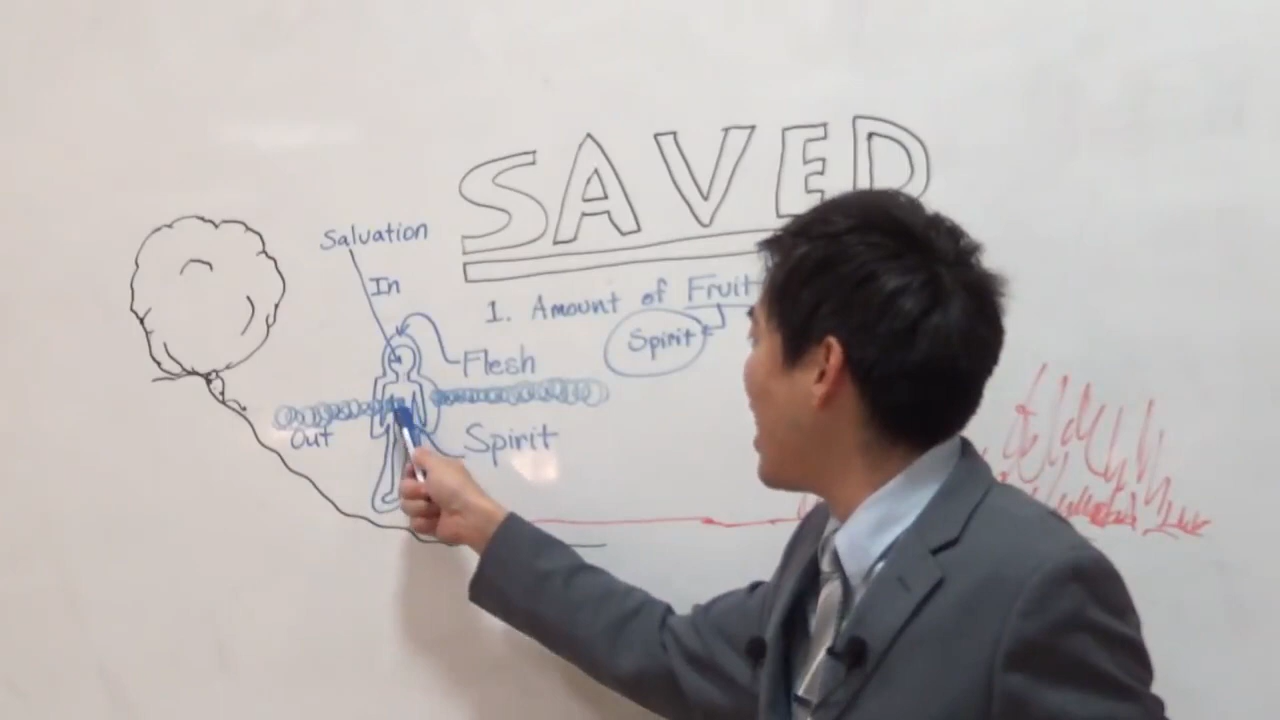 SAVED
Salvation
In
1. Amount of Fruit
Spirit
Flesh
Out
Spirit